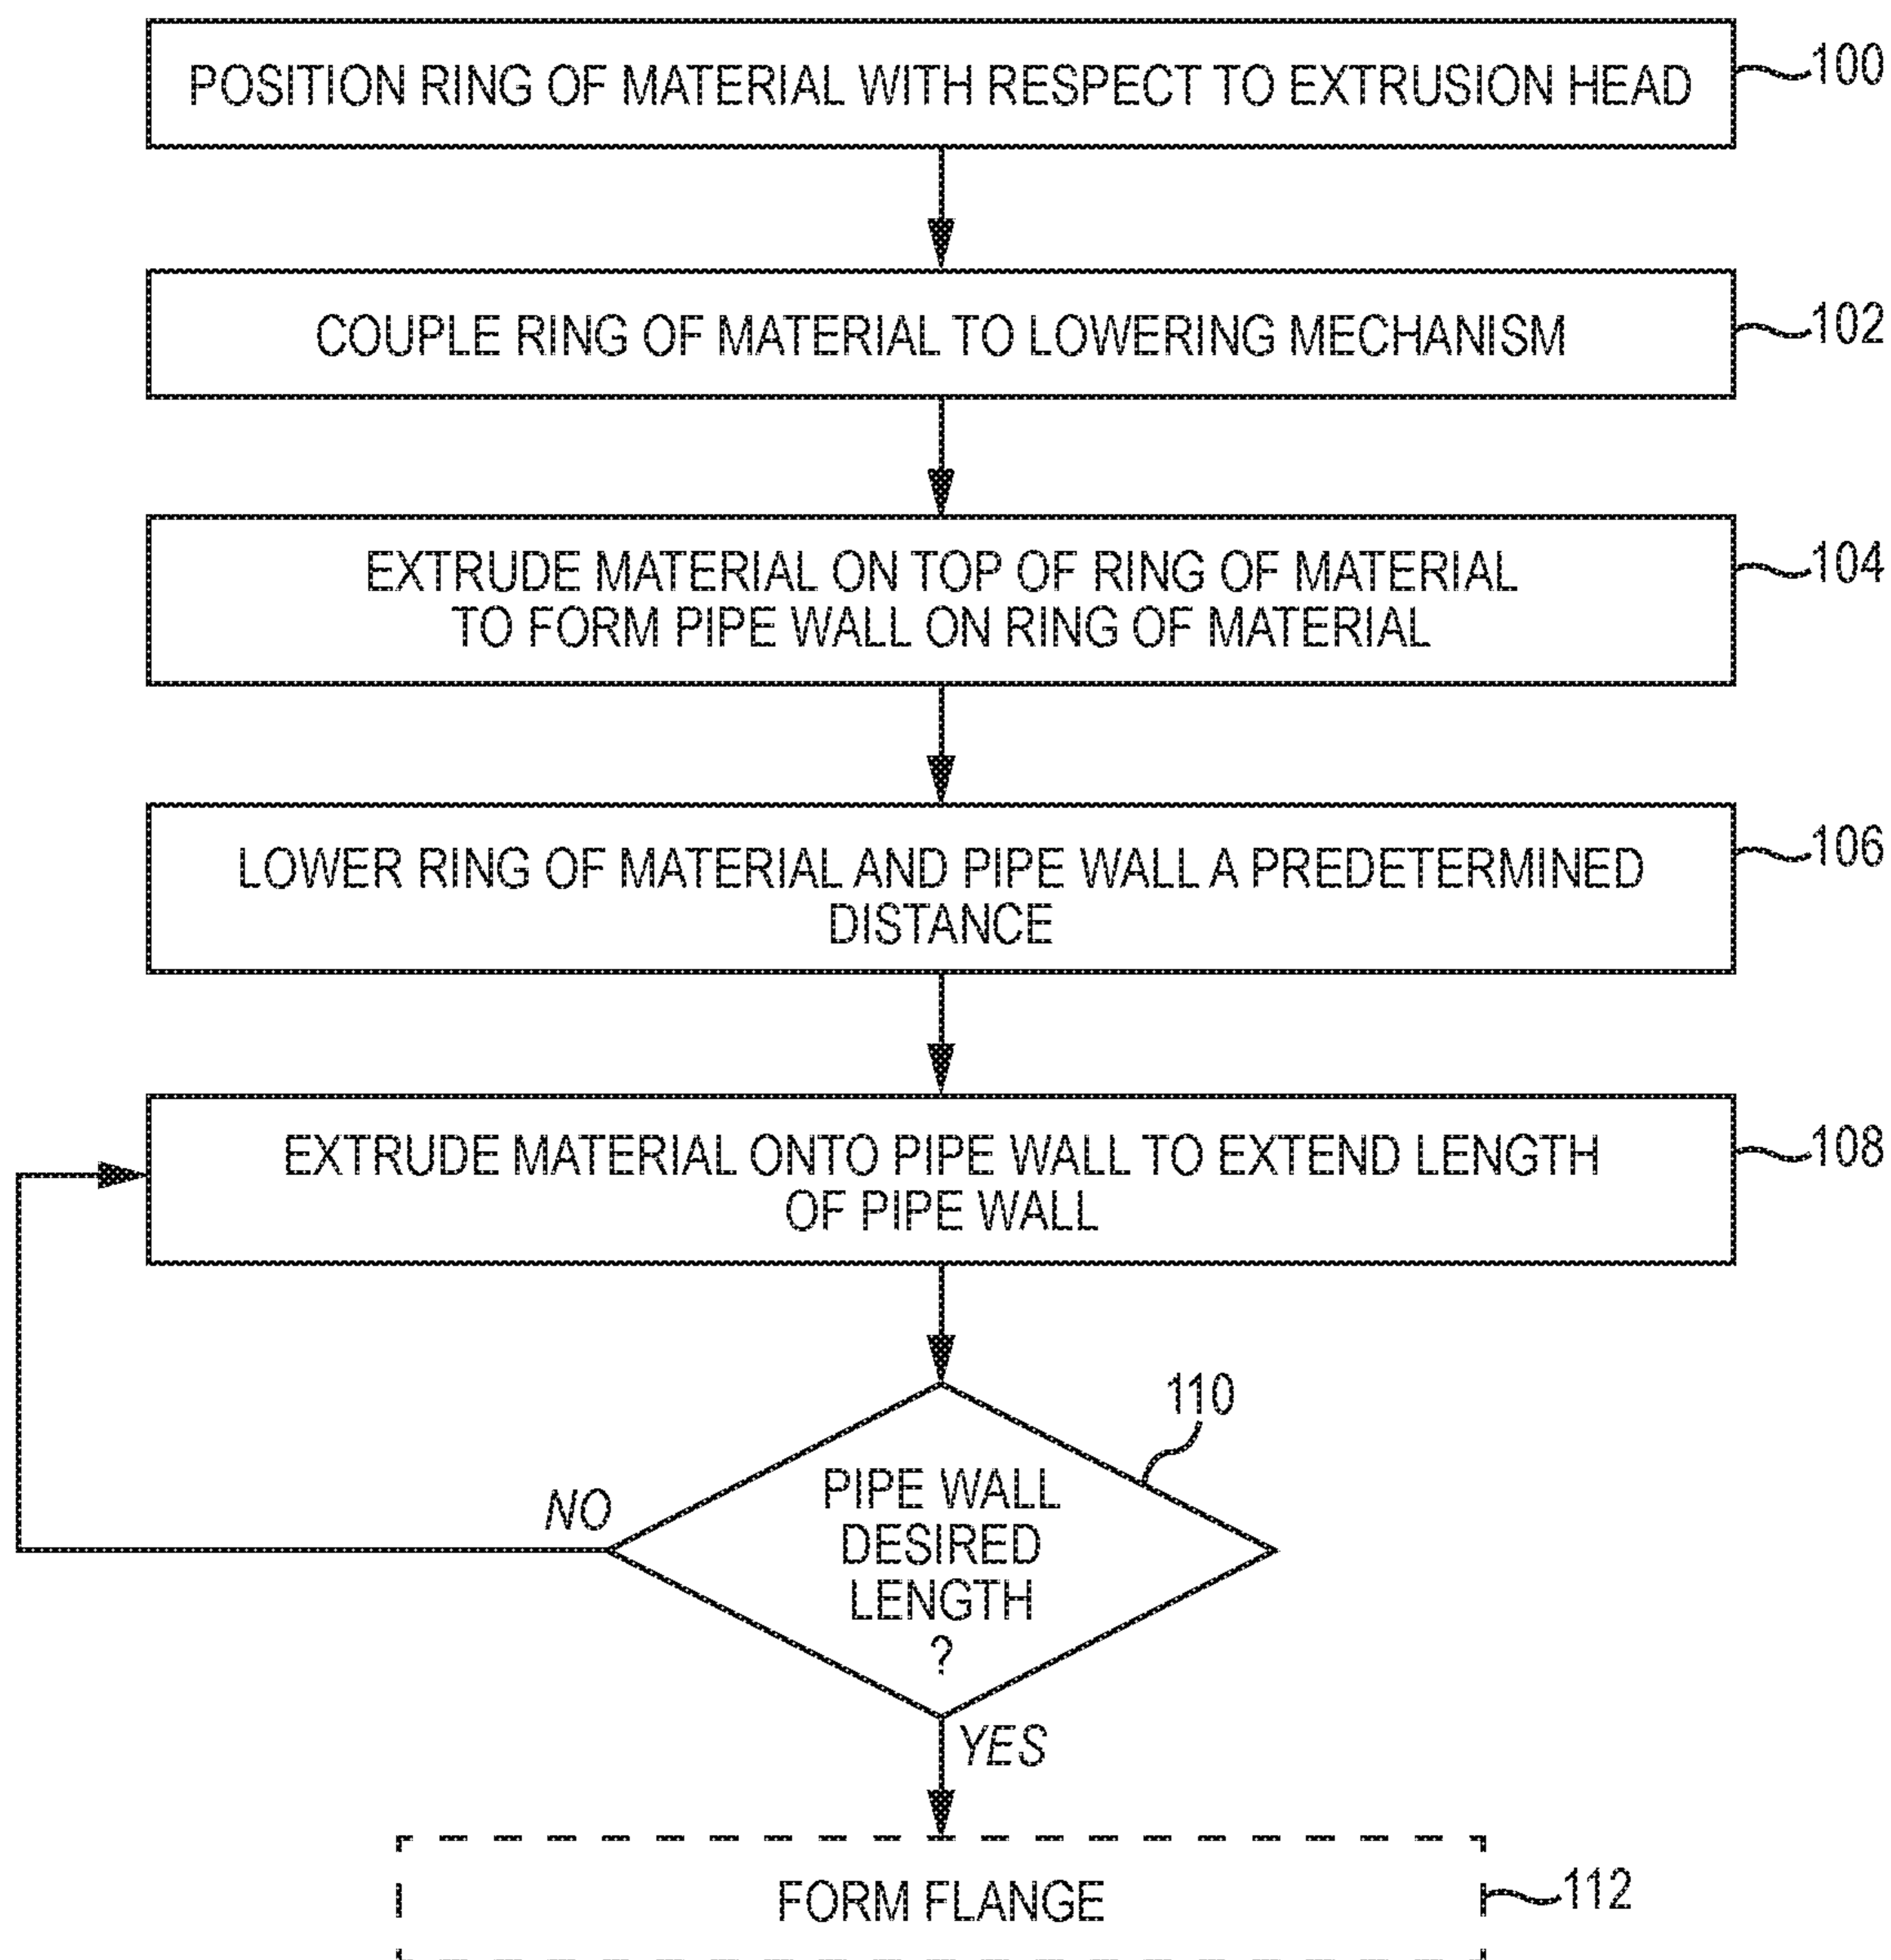 POSITION RING OF MATERIAL WITH RESPECT TO EXTRUSION HEAD
100
COUPLE RING OF MATERIAL TO LOWERING MECHANISM
102
EXTRUDE MATERIAL ON TOP OF RING OF MATERIAL
TO FORM PIPE WALL ON RING OF MATERIAL
104
LOWER RING OF MATERIAL AND PIPE WALL A PREDETERMINED
DISTANCE
106
EXTRUDE MATERIAL ONTO PIPE WALL TO EXTEND LENGTH
OF PIPE WALL
108
110
PIPE WALL
DESIRED
LENGTH
?
NO
YES
FORM FLANGE
112